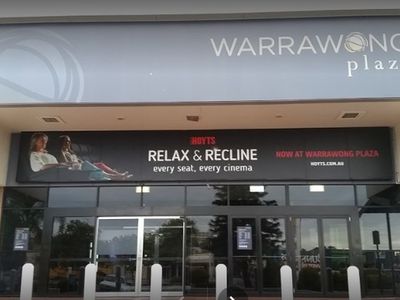 WARRAWONG
plaza
HOYTS
RELAX & RECLINE
every seat, every cinema
NOW AT WARRAWONG PLAZA
HOYTS.COM.AU